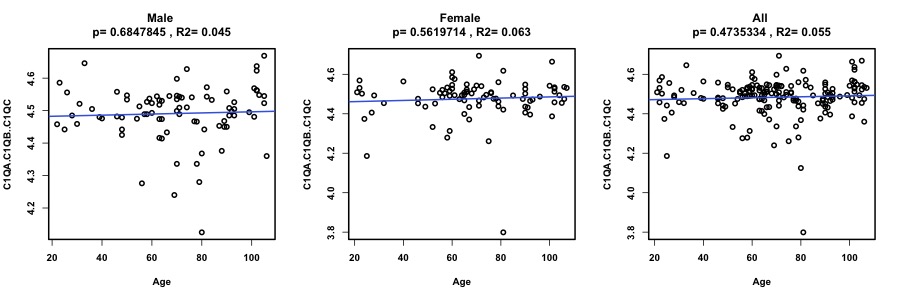 Male
p= 0.6847845 , R2= 0.045
C1QA.C1QB..C1QC
4.6
4.5
4.4
4.3
4.2
20 40 60 80 100
Age
Female
p= 0.5619714 , R2= 0.063
C1QA.C1QB..C1QC
4.6
4.4
4.2
4.0
3.8
20 40 60 80 100
Age
All
p= 0.4735334 , R2= 0.055
C1QA.C1QB..C1QC
4.6
4.4
4.2
4.0
3.8
20 40 60 80 100
Age